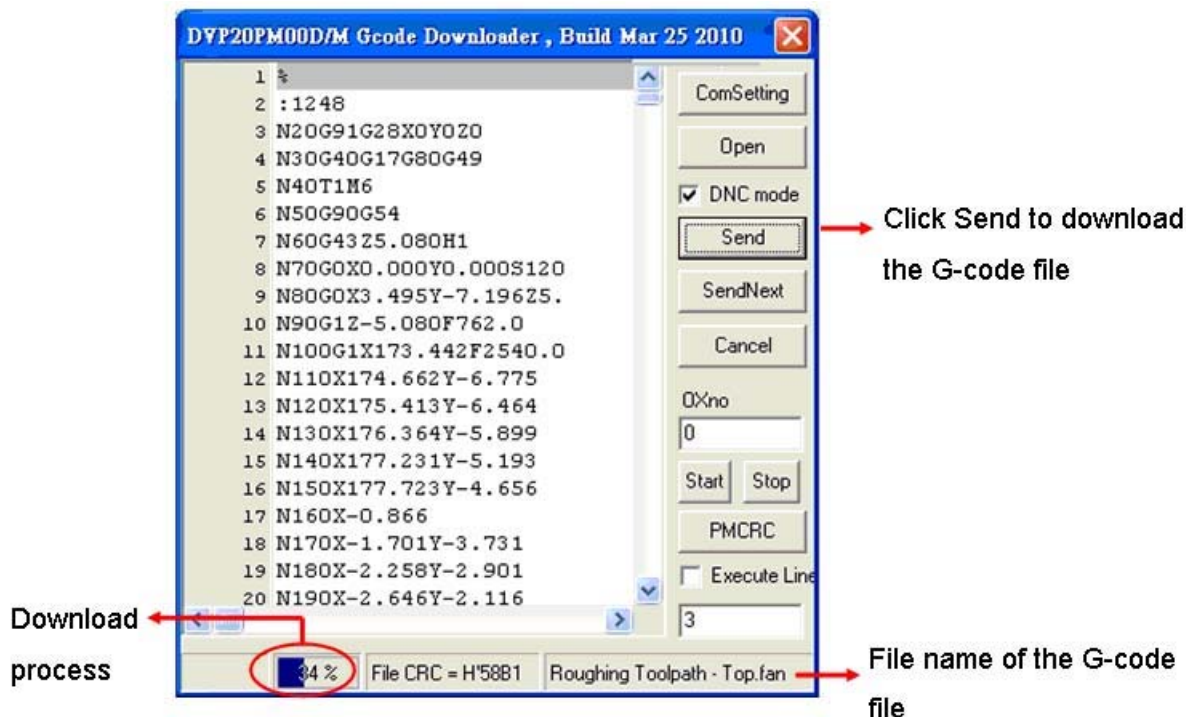 DVP20PM00D/M Gcode Downloader , Build Mar 25 2010
1 %
2 :1248
3 N20G91G28X0Y0Z0
4 N30G40G17G80G49
5 N40T1M6
6 N50G90G54
7 N60G43Z5.080H1
8 N70G0X0.000Y0.000S120
9 N80G0X3.495Y-7.196Z5.
10 N90G1Z-5.080F762.0
11 N100G1X173.442F2540.0
12 N110X174.662Y-6.775
13 N120X175.413Y-6.464
14 N130X176.364Y-5.899
15 N140X177.231Y-5.193
16 N150X177.723Y-4.656
17 N160X-0.866
18 N170X-1.701Y-3.731
19 N180X-2.258Y-2.901
20 N190X-2.646Y-2.116
ComSetting
Open
DNC mode
Send
SendNext
Cancel
OXno
0
Start Stop
PMCRC
Execute Line
3
34 % File CRC = H'58B1 Roughing Toolpath - Top.fan
Click Send to download
the G-code file
Download
process
File name of the G-code
file